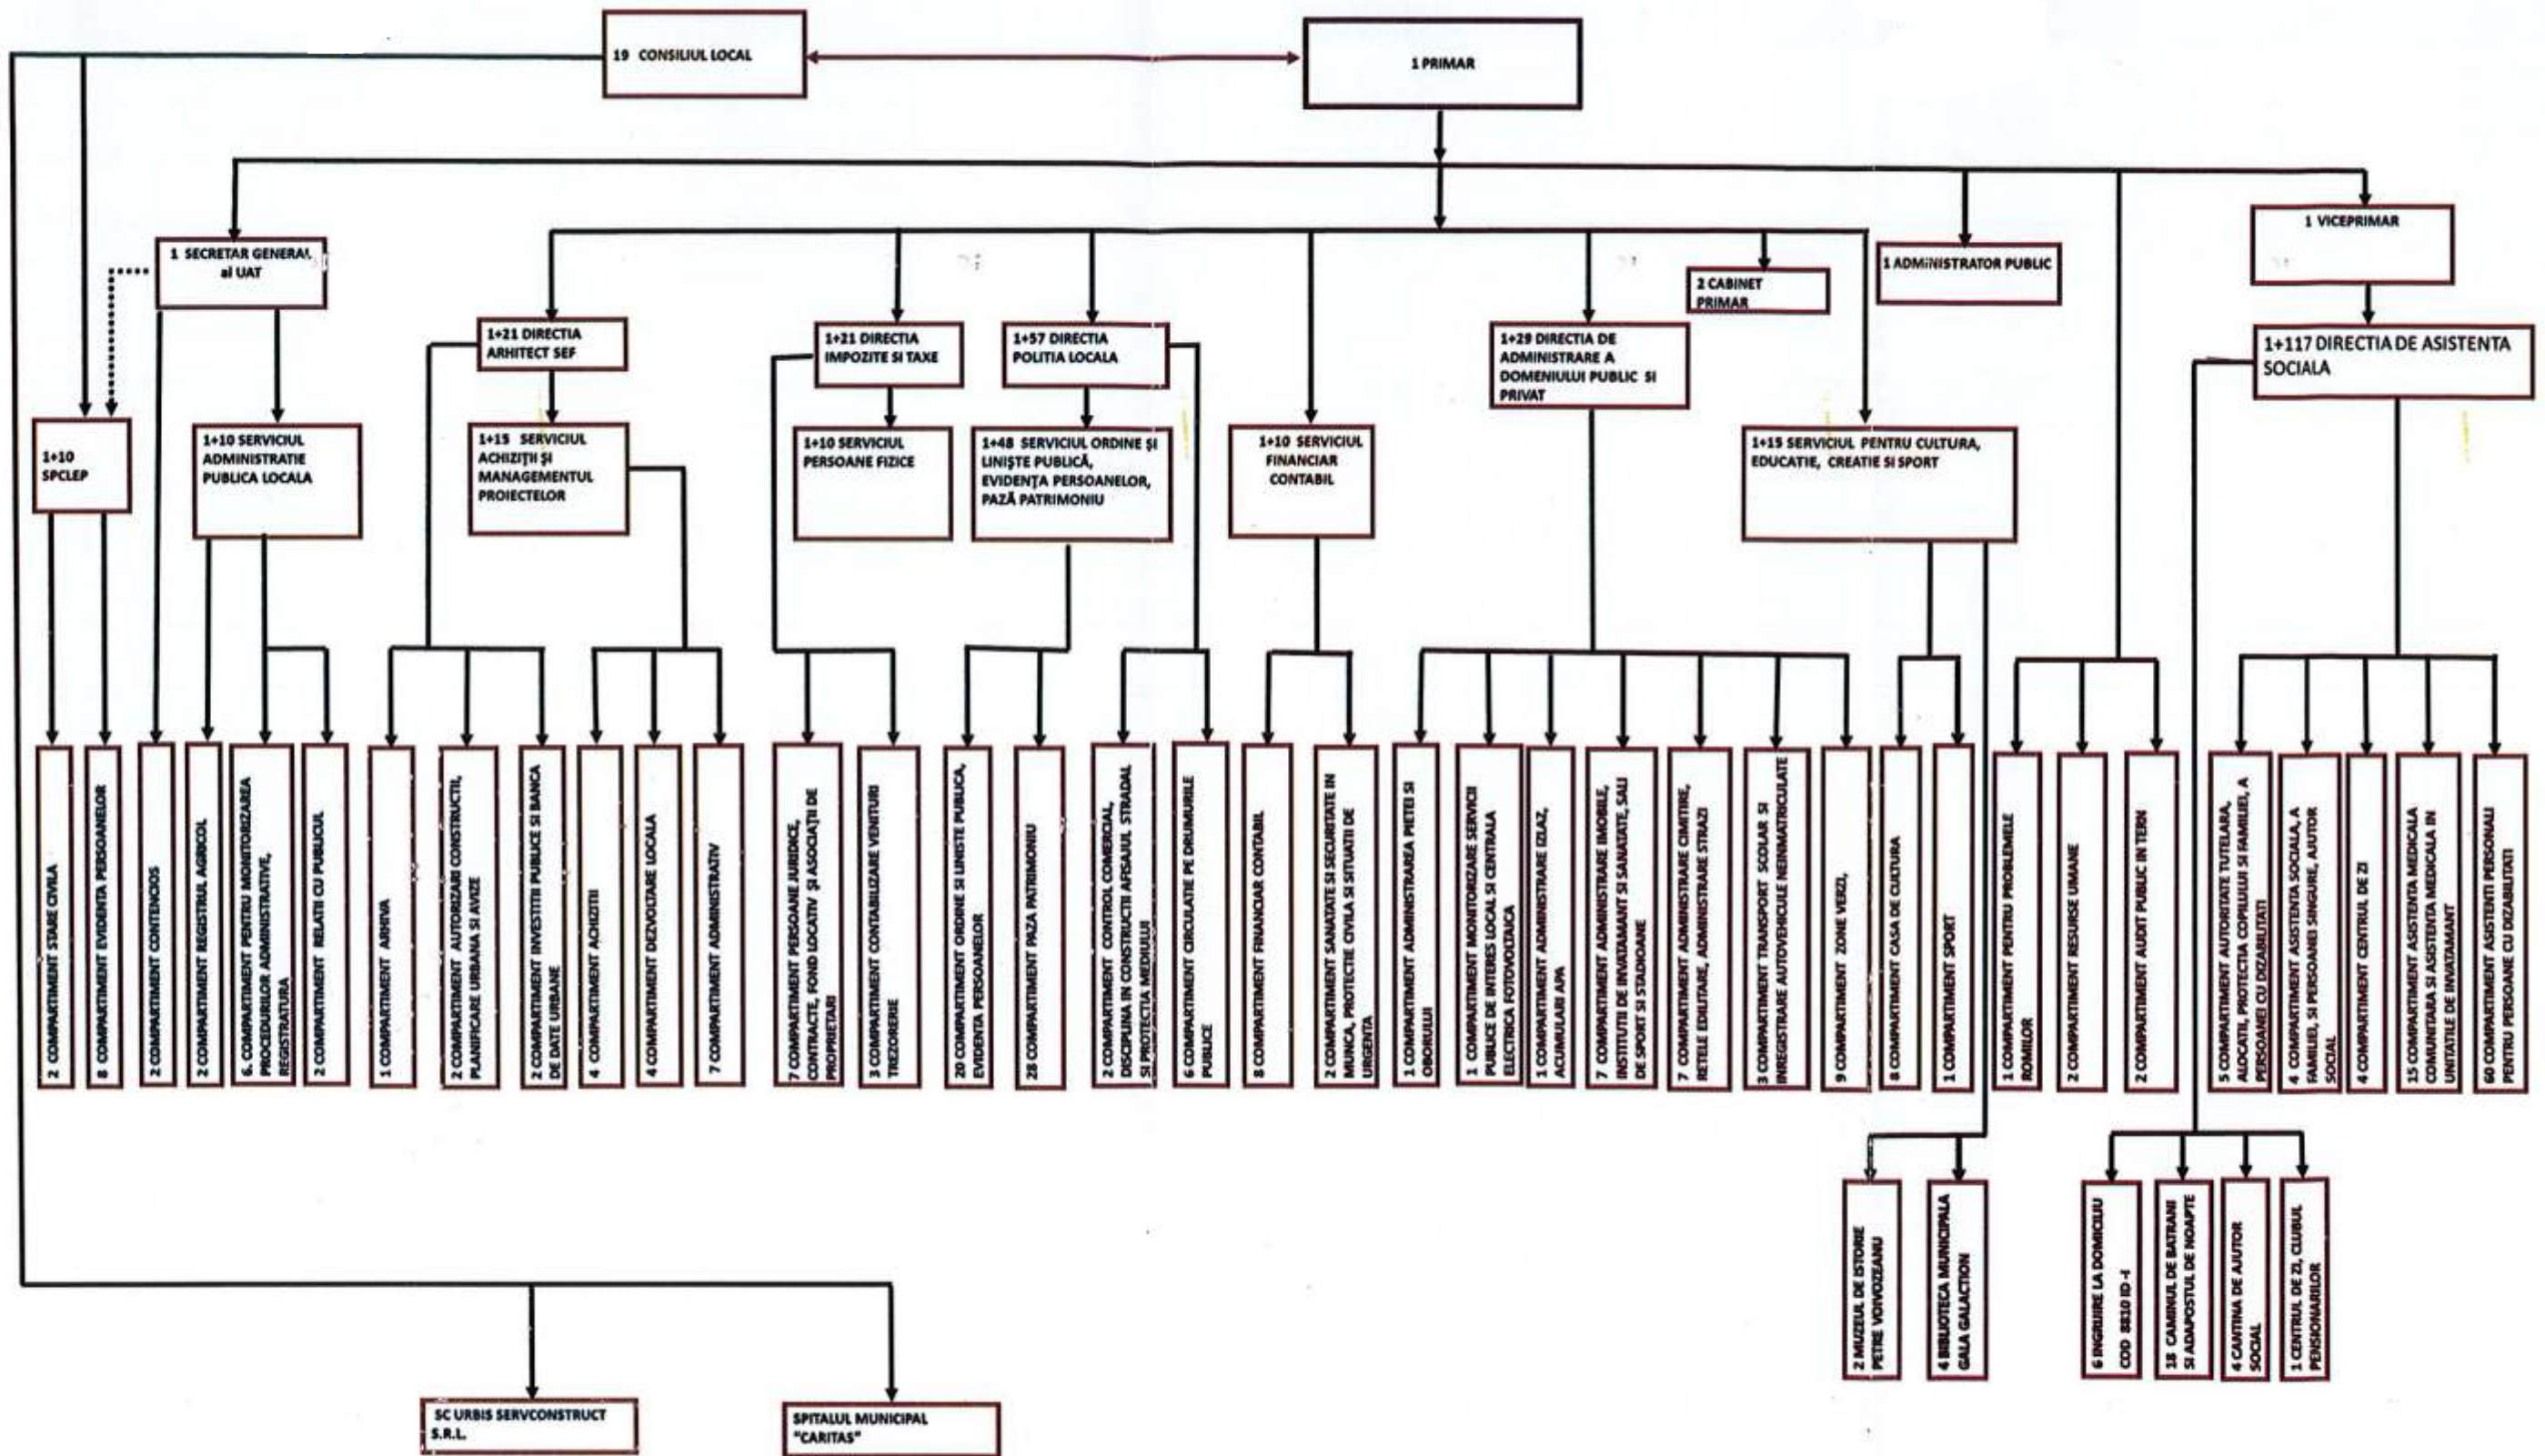 19 CONSILIUL LOCAL
1 PRIMAR
1 SECRETAR GENERAL
al UAT
1 VICEPRIMAR
1 ADMINISTRATOR PUBLIC
2 CABINET
PRIMAR
1+21 DIRECTIA
ARHITECT SEF
1+21 DIRECTIA
IMPOZITE SI TAXE
1+57 DIRECTIA
POLITIA LOCALA
1+29 DIRECTIA DE
ADMINISTRARE A
DOMENIULUI PUBLIC SI
PRIVAT
1+117 DIRECTIA DE ASISTENTA
SOCIALA
1+10
SPCLEP
1+10 SERVICIUL
ADMINISTRATIE
PUBLICA LOCALA
1+15 SERVICIUL
ACHIZIȚII ȘI
MANAGEMENTUL
PROIECTELOR
1+10 SERVICIUL
PERSOANE FIZICE
1+48 SERVICIUL ORDINE ȘI
LINIȘTE PUBLICĂ,
EVIDENȚA PERSOANELOR,
PAZĂ PATRIMONIU
1+10 SERVICIUL
FINANCIAR
CONTABIL
1+15 SERVICIUL PENTRU CULTURA,
EDUCATIE, CREATIE SI SPORT
2 COMPARTIMENT STARE CIVILA
8 COMPARTIMENT EVIDENTA PERSOANELOR
2 COMPARTIMENT CONTENCIOS
2 COMPARTIMENT REGISTRUL AGRICOL
6. COMPARTIMENT PENTRU MONITORIZAREA
PROCEDURILOR ADMINISTRATIVE,
REGISTRATURA
2 COMPARTIMENT RELATII CU PUBLICUL
1 COMPARTIMENT ARHIVA
2 COMPARTIMENT AUTORIZARI CONSTRUCTII,
PLANIFICARE URBANA SI AVIZE
2 COMPARTIMENT INVESTITII PUBLICE SI BANCA
DE DATE URBANE
4 COMPARTIMENT ACHIZITII
4 COMPARTIMENT DEZVOLTARE LOCALA
7 COMPARTIMENT ADMINISTRATIV
7 COMPARTIMENT PERSOANE JURIDICE,
CONTRACTE, FOND LOCATIV ȘI ASOCIAȚII DE
PROPRIETARI
3 COMPARTIMENT CONTABILIZARE VENITURI
TREZORERIE
20 COMPARTIMENT ORDINE SI LINISTE PUBLICA,
EVIDENTA PERSOANELOR
28 COMPARTIMENT PAZA PATRIMONIU
2 COMPARTIMENT CONTROL COMERCIAL,
DISCIPLINA IN CONSTRUCTII AFISAJUL STRADAL
SI PROTECTIA MEDIULUI
6 COMPARTIMENT CIRCULATIE PE DRUMURILE
PUBLICE
8 COMPARTIMENT FINANCIAR CONTABIL
2 COMPARTIMENT SANATATE SI SECURITATE IN
MUNCA, PROTECTIE CIVILA SI SITUATII DE
URGENTA
1 COMPARTIMENT ADMINISTRAREA PIETEI SI
OBORULUI
1 COMPARTIMENT MONITORIZARE SERVICII
PUBLICE DE INTERES LOCAL SI CENTRALA
ELECTRICA FOTOVOLTAICA
1 COMPARTIMENT ADMINISTRARE IZLAZ,
ACUMULARI APA
7 COMPARTIMENT ADMINISTRARE IMOBILE,
INSTITUTII DE INVATAMANT SI SANATATE, SALI
DE SPORT SI STADIOANE
7 COMPARTIMENT ADMINISTRARE CIMITIRE,
RETELE EDILITARE, ADMINISTRARE STRAZI
3 COMPARTIMENT TRANSPORT SCOLAR SI
INREGISTRARE AUTOVEHICULE NEINMATRICULATE
9 COMPARTIMENT ZONE VERZI,
8 COMPARTIMENT CASA DE CULTURA
1 COMPARTIMENT SPORT
1 COMPARTIMENT PENTRU PROBLEMELE
ROMILOR
2 COMPARTIMENT RESURSE UMANE
2 COMPARTIMENT AUDIT PUBLIC INTERN
5 COMPARTIMENT AUTORITATE TUTELARA,
ALOCATII, PROTECTIA COPILULUI SI FAMILIEI, A
PERSOANEI CU DIZABILITATI
4 COMPARTIMENT ASISTENTA SOCIALA, A
FAMILIEI, SI PERSOANEI SINGURE, AJUTOR
SOCIAL
4 COMPARTIMENT CENTRUL DE ZI
15 COMPARTIMENT ASISTENTA MEDICALA
COMUNITARA SI ASISTENTA MEDICALA IN
UNITATILE DE INVATAMANT
60 COMPARTIMENT ASISTENTI PERSONALI
PENTRU PERSOANE CU DIZABILITATI
2 MUZEUL DE ISTORIE
PETRE VOIVOZEANU
4 BIBLIOTECA MUNICIPALA
GALA GALACTION
6 INGRIJIRE LA DOMICILIU
COD 8810 ID -I
18 CAMINUL DE BATRANI
SI ADAPOSTUL DE NOAPTE
4 CANTINA DE AJUTOR
SOCIAL
1 CENTRUL DE ZI, CLUBUL
PENSIONARILOR
SC URBIS SERVCONSTRUCT
S.R.L.
SPITALUL MUNICIPAL
"CARITAS"